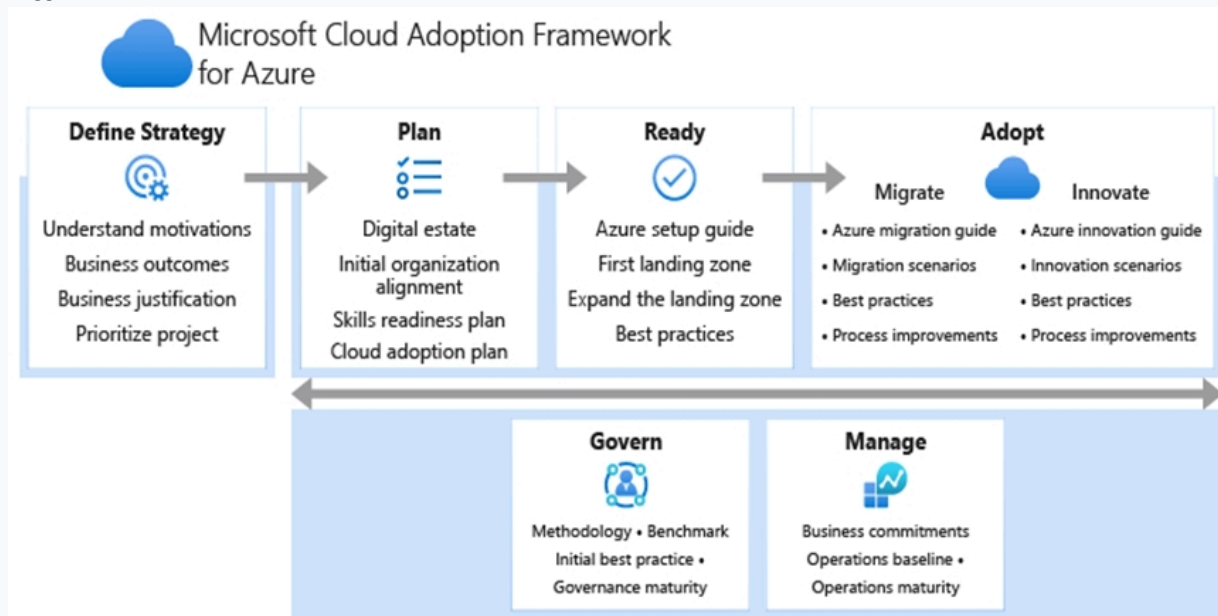 Microsoft Cloud Adoption Framework
for Azure
Define Strategy
Understand motivations
Business outcomes
Business justification
Prioritize project
Plan
Digital estate
Initial organization
alignment
Skills readiness plan
Cloud adoption plan
Ready
Azure setup guide
First landing zone
Expand the landing zone
Best practices
Adopt
Migrate
• Azure migration guide
• Migration scenarios
• Best practices
• Process improvements
Innovate
• Azure innovation guide
• Innovation scenarios
• Best practices
• Process improvements
Govern
Methodology • Benchmark
Initial best practice •
Governance maturity
Manage
Business commitments
Operations baseline •
Operations maturity